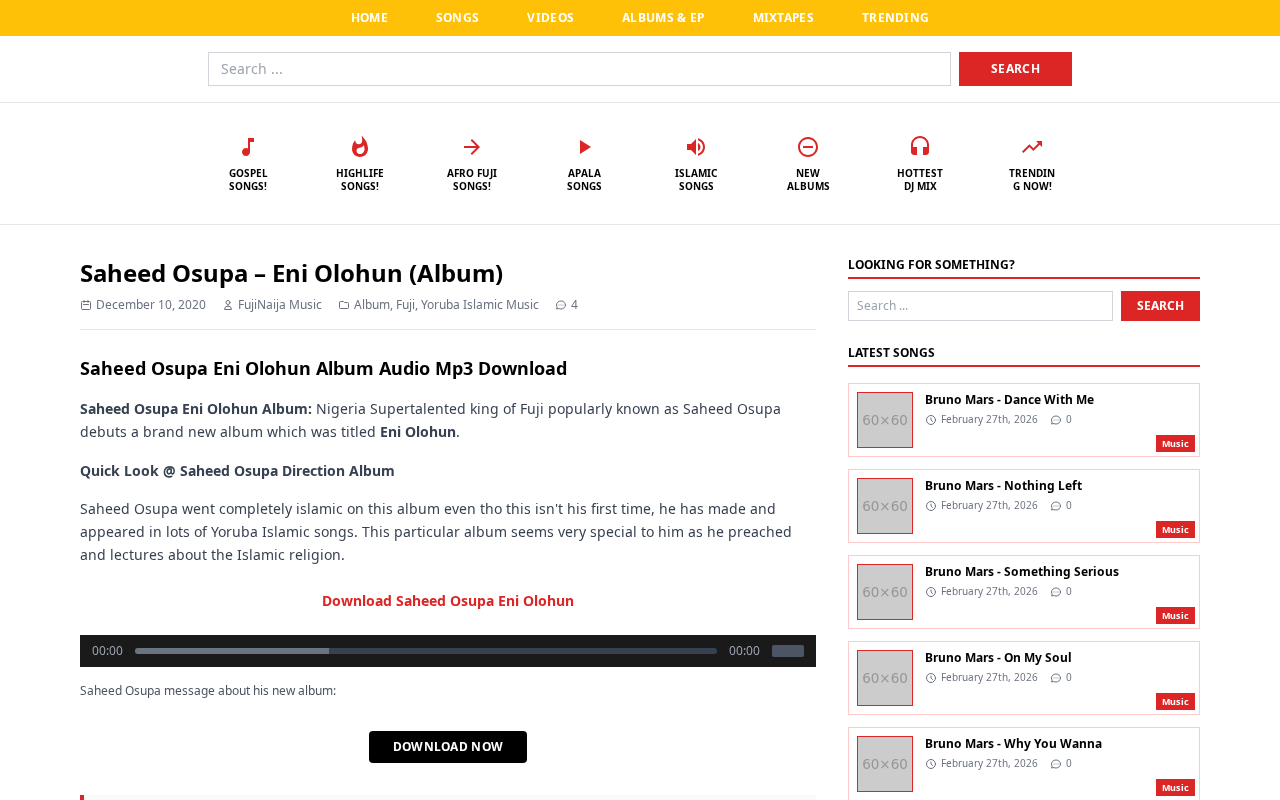 HOME SONGS VIDEOS ALBUMS & EP MIXTAPES TRENDING
Search ... SEARCH
GOSPEL SONGS!
HIGHLIFE SONGS!
AFRO FUJI SONGS!
APALA SONGS
ISLAMIC SONGS
NEW ALBUMS
HOTTEST DJ MIX
TRENDIN
G NOW!
Saheed Osupa – Eni Olohun (Album)
December 10, 2020 FujiNaija Music Album, Fuji, Yoruba Islamic Music 4
Saheed Osupa Eni Olohun Album Audio Mp3 Download
Saheed Osupa Eni Olohun Album: Nigeria Supertalented king of Fuji popularly known as Saheed Osupa
debuts a brand new album which was titled Eni Olohun.
Quick Look @ Saheed Osupa Direction Album
Saheed Osupa went completely islamic on this album even tho this isn't his first time, he has made and
appeared in lots of Yoruba Islamic songs. This particular album seems very special to him as he preached
and lectures about the Islamic religion.
Download Saheed Osupa Eni Olohun
00:00 00:00
Saheed Osupa message about his new album:
DOWNLOAD NOW
LOOKING FOR SOMETHING?
Search ... SEARCH
LATEST SONGS
60×60
Bruno Mars - Dance With Me
February 27th, 2026 0
Music
60×60
Bruno Mars - Nothing Left
February 27th, 2026 0
Music
60×60
Bruno Mars - Something Serious
February 27th, 2026 0
Music
60×60
Bruno Mars - On My Soul
February 27th, 2026 0
Music
60×60
Bruno Mars - Why You Wanna
February 27th, 2026 0
Music